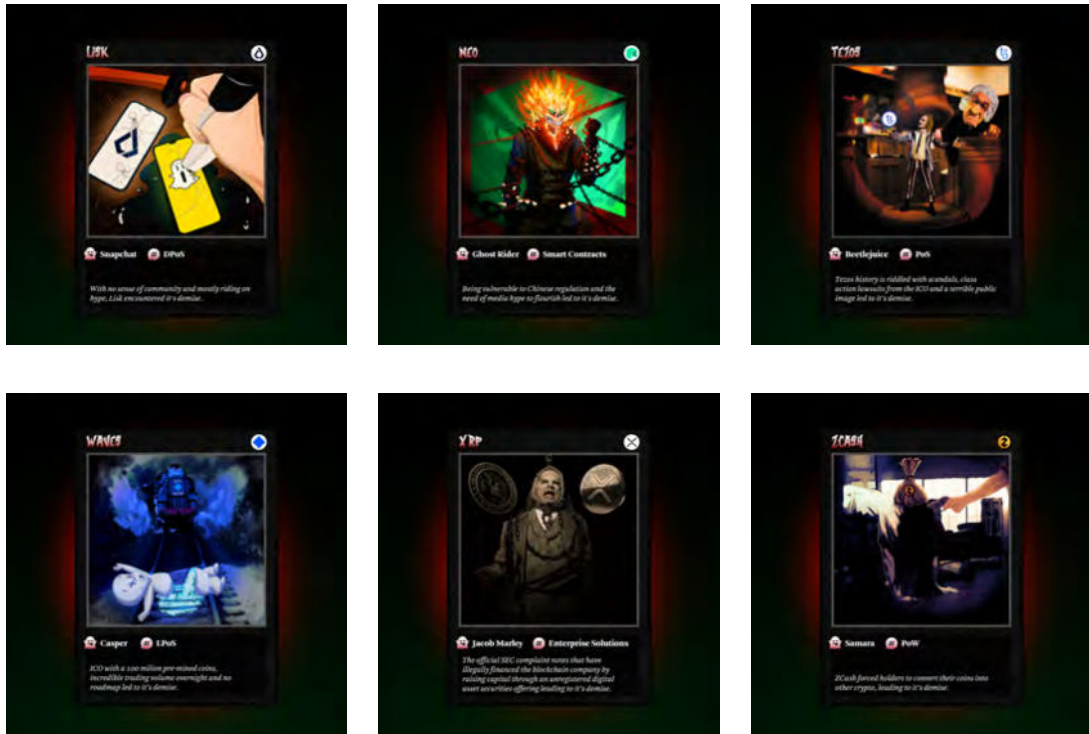 LISK
Snapchat DPoS
With no sense of community and mostly riding on
hype, Lisk encountered it's demise.
NEO
Ghost Rider Smart Contracts
Being vulnerable to Chinese regulation and the
need of media hype to flourish led to it's demise.
TEZOS
Beetlejuice PoS
Tezos history is riddled with scandals, class
action lawsuits from the ICO and a terrible public
image led to it's demise.
WAVES
Casper LPoS
ICO with a 100 milion pre-mined coins,
incredible trading volume overnight and no
roadmap led to it's demise.
XRP
Jacob Marley Enterprise Solutions
The official SEC complaint notes that have
illegally financed the blockchain company by
raising capital through an unregistered digital
asset securities offering leading to it's demise.
ZCASH
Samara PoW
ZCash forced holders to convert their coins into
other crypto, leading to it's demise.